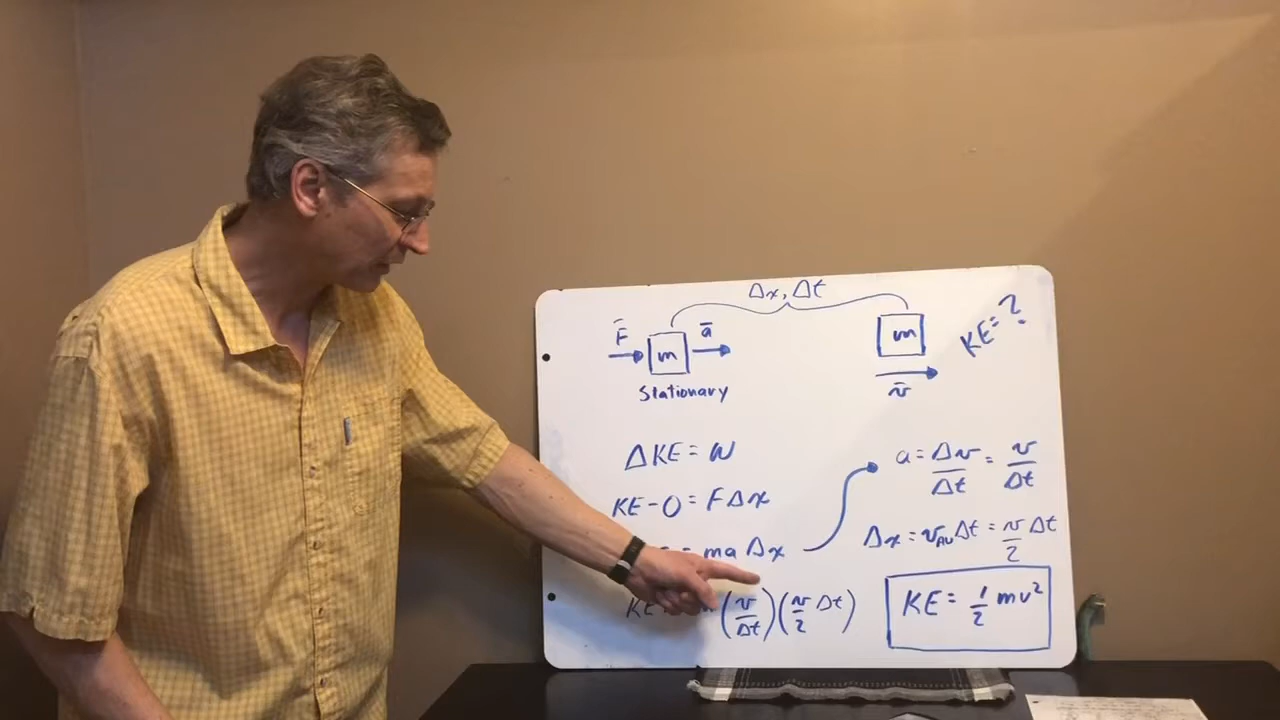 Δx, Δt
F̄ m ā
Stationary
m
v̄
KE=?
ΔKE = W
KE - 0 = FΔx
= ma Δx
KE (v/Δt)(v/2 Δt)
a = Δv/Δt = v/Δt
Δx = v_AV Δt = v/2 Δt
KE = 1/2 mv²